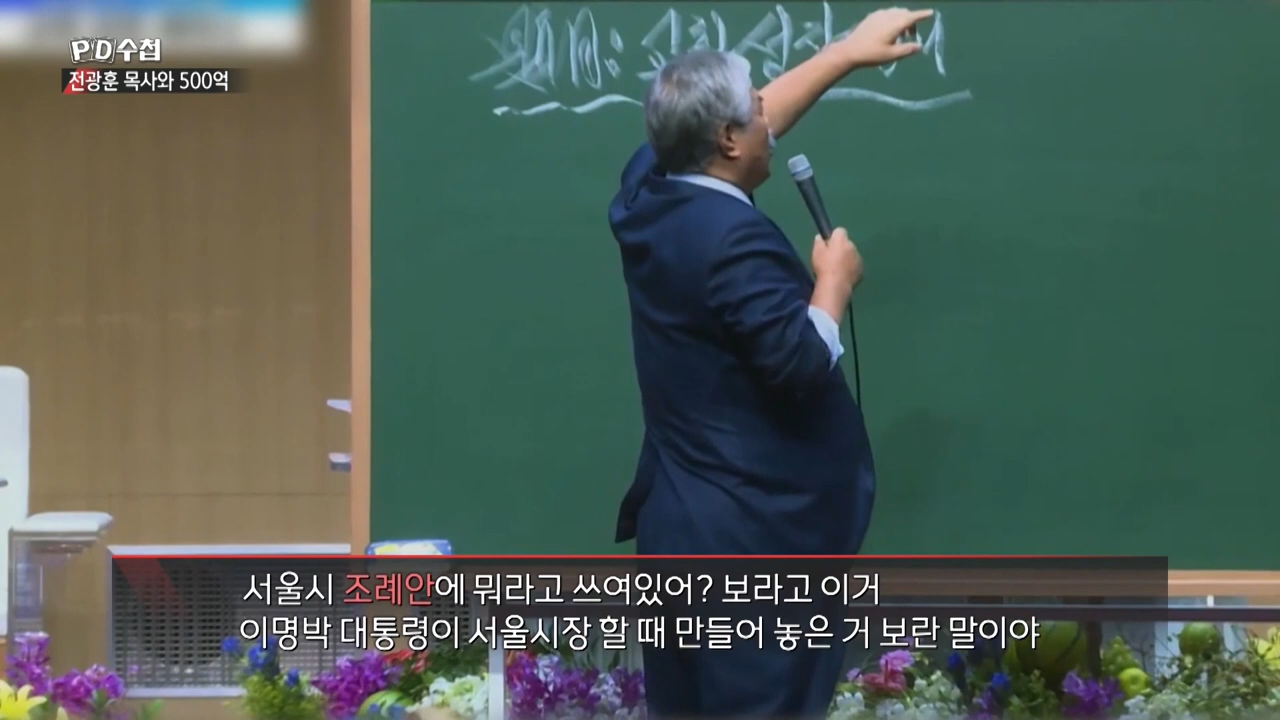 PD수첩
전광훈 목사와 500억
제목:
서울시 조례안에 뭐라고 쓰여있어? 보라고 이거
이명박 대통령이 서울시장 할 때 만들어 놓은 거 보란 말이야